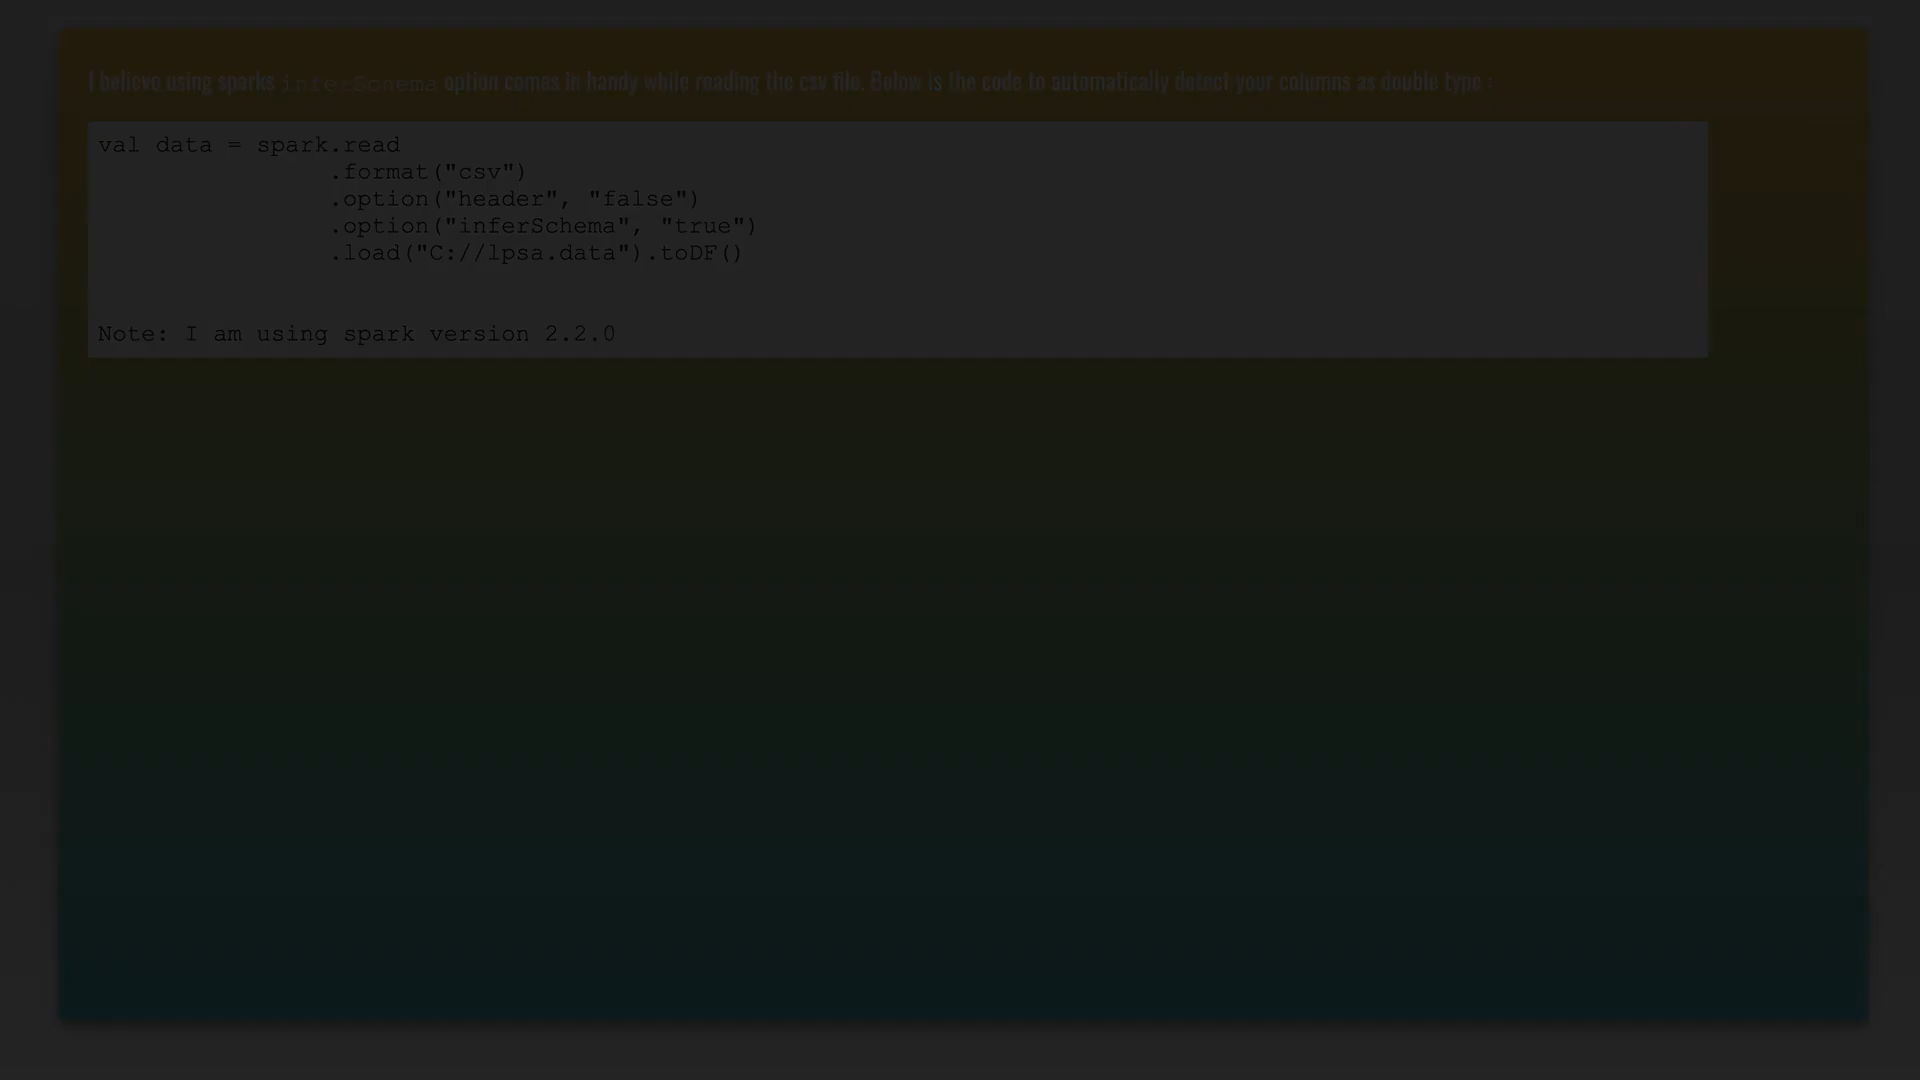 I believe using sparks inferSchema option comes in handy while reading the csv file. Below is the code to automatically detect your columns as double type :
val data = spark.read
.format("csv")
.option("header", "false")
.option("inferSchema", "true")
.load("C://lpsa.data").toDF()
Note: I am using spark version 2.2.0